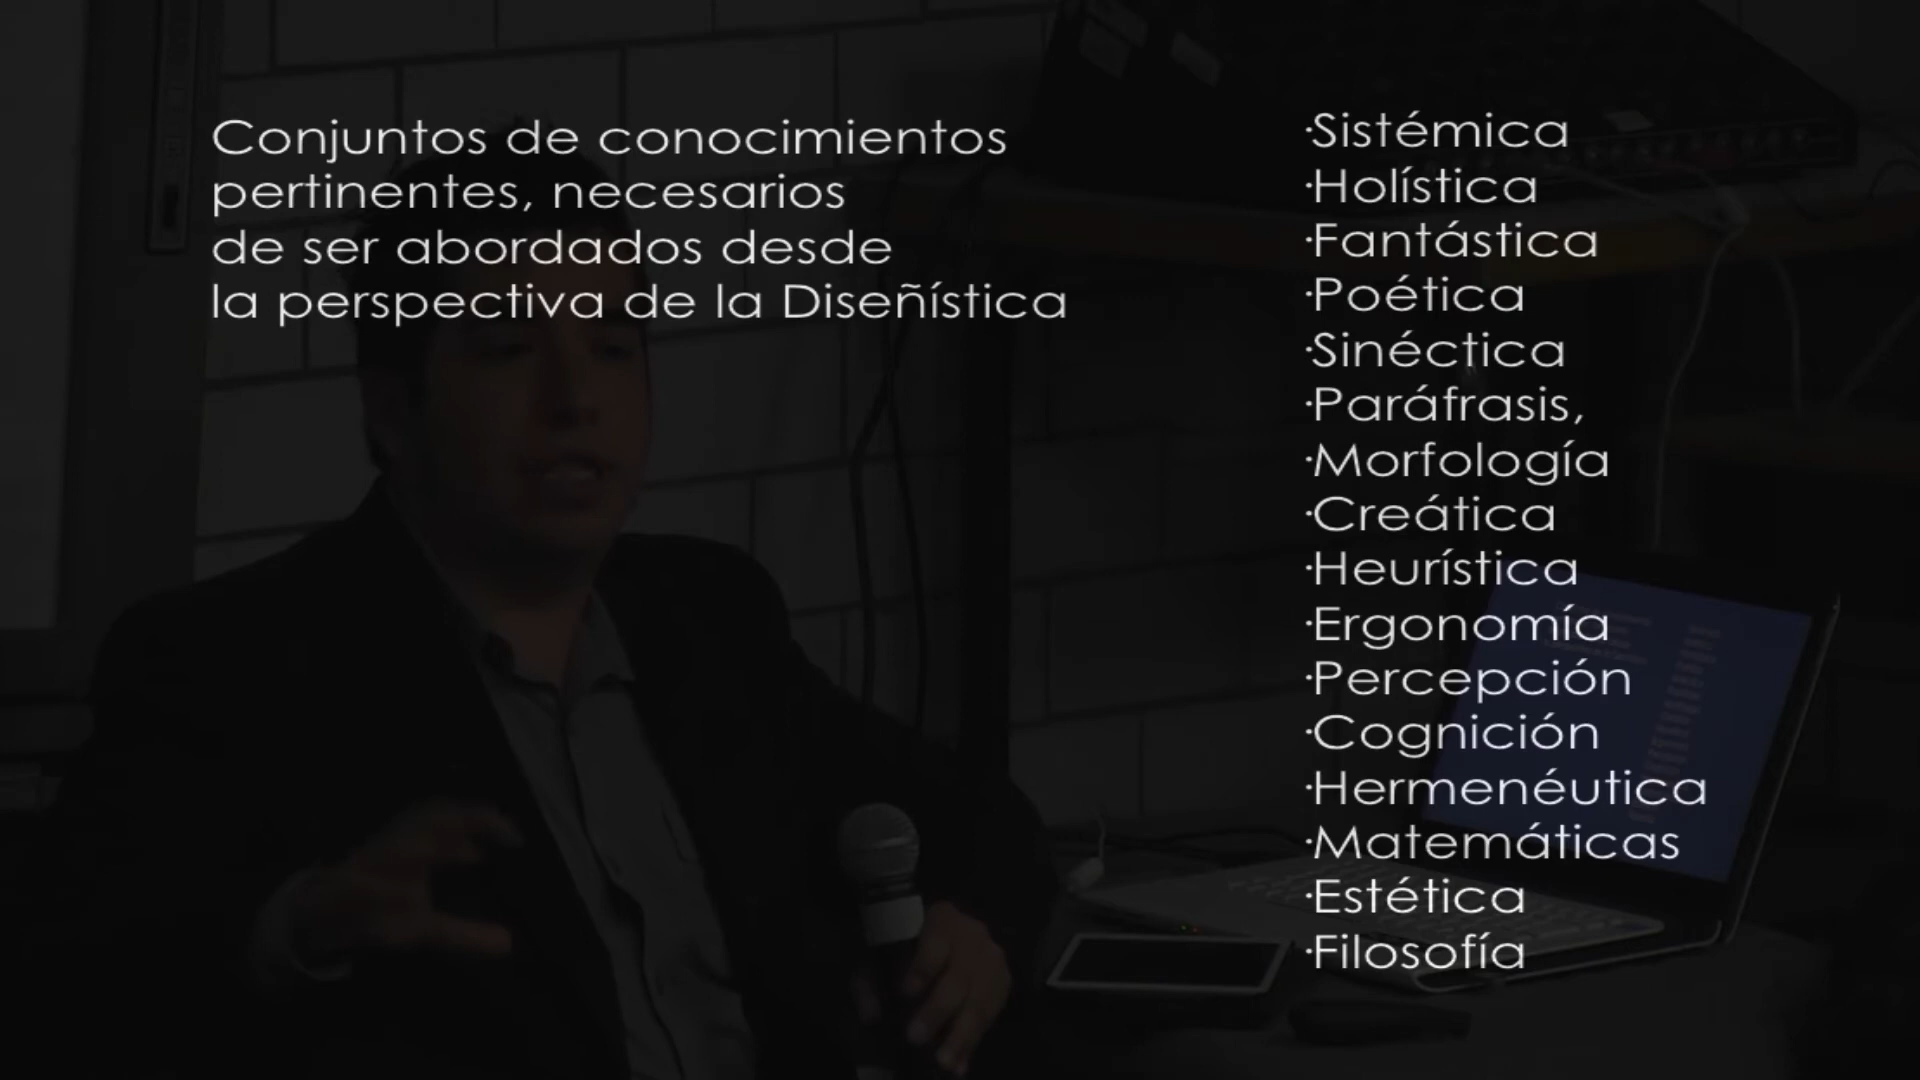 Conjuntos de conocimientos
pertinentes, necesarios
de ser abordados desde
la perspectiva de la Diseñística
·Sistémica
·Holística
·Fantástica
·Poética
·Sinéctica
·Paráfrasis,
·Morfología
·Creática
·Heurística
·Ergonomía
·Percepción
·Cognición
·Hermenéutica
·Matemáticas
·Estética
·Filosofía